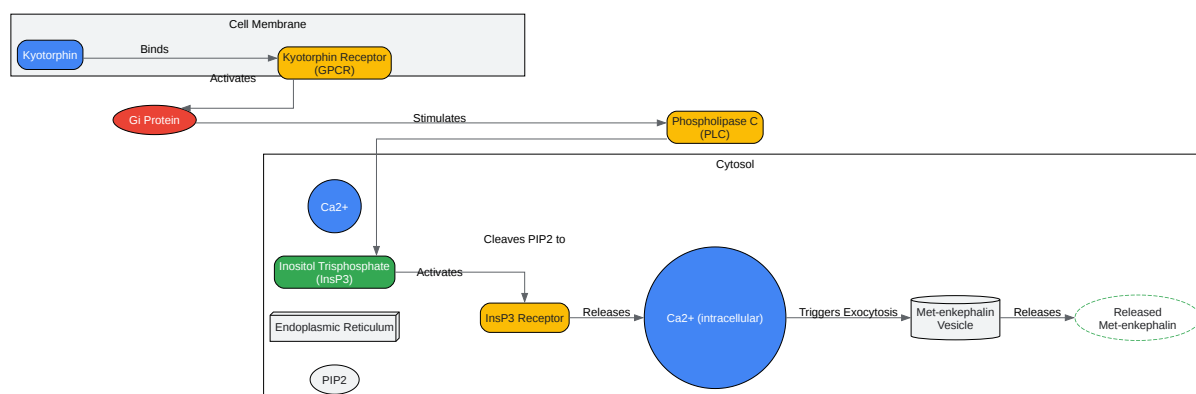 Cell Membrane
Kyotorphin
Binds
Kyotorphin Receptor
(GPCR)
Activates
Gi Protein
Stimulates
Phospholipase C
(PLC)
Cytosol
Ca2+
Cleaves PIP2 to
Inositol Trisphosphate
(InsP3)
Activates
Endoplasmic Reticulum
InsP3 Receptor
Releases
Ca2+ (intracellular)
Triggers Exocytosis
Met-enkephalin
Vesicle
Releases
Released
Met-enkephalin
PIP2